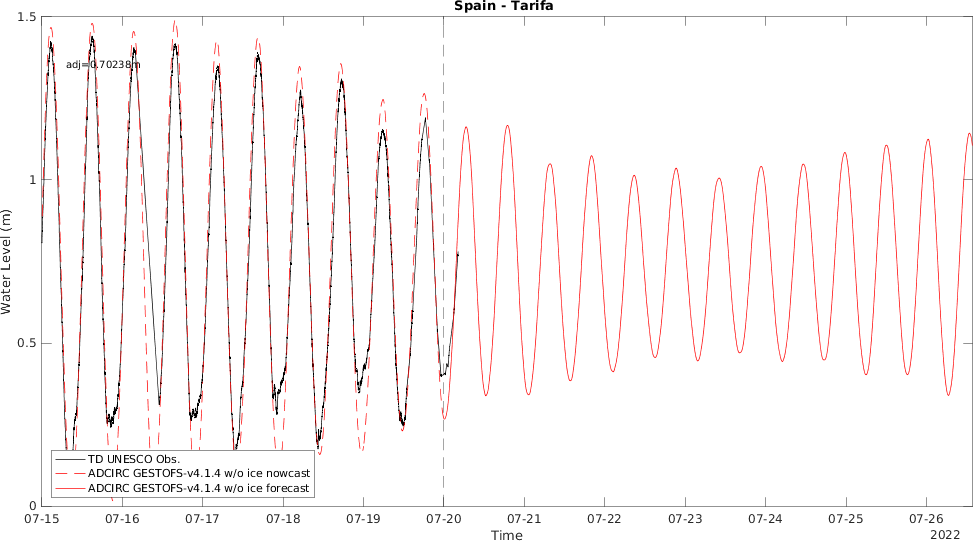 Spain - Tarifa
1.5
adj=0.70238m
1
Water Level (m)
0.5
TD UNESCO Obs.
ADCIRC GESTOFS-v4.1.4 w/o ice nowcast
ADCIRC GESTOFS-v4.1.4 w/o ice forecast
0
07-15 07-16 07-17 07-18 07-19 07-20 07-21 07-22 07-23 07-24 07-25 07-26
Time
2022